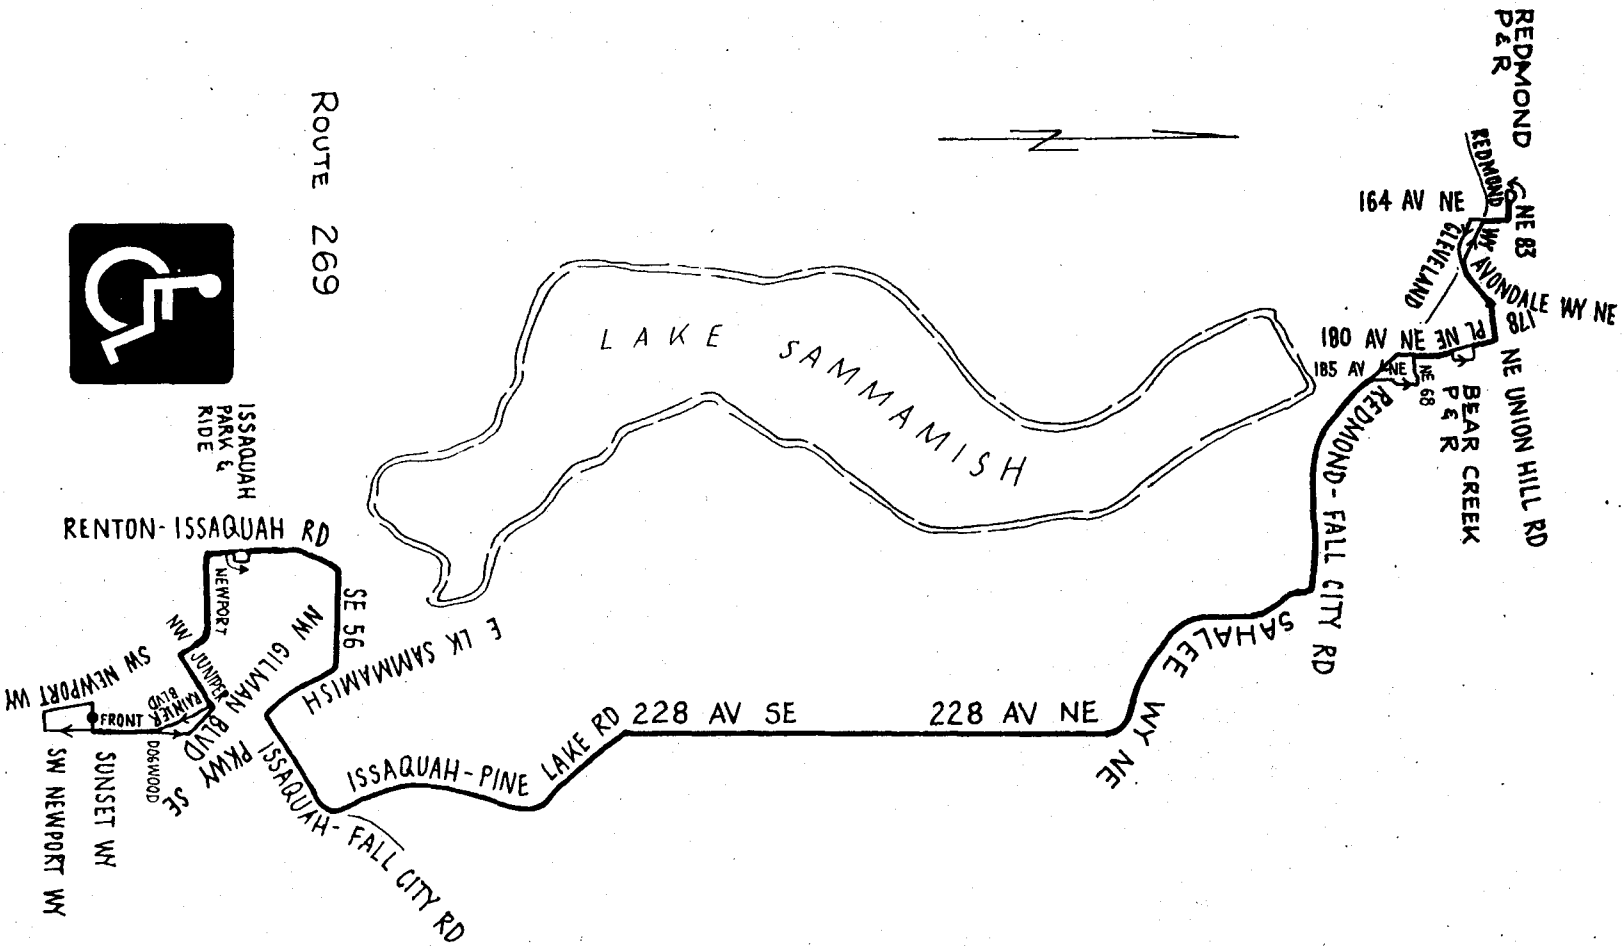 ROUTE 269
REDMOND
P & R
REDMOND
WY
NE 83
164 AV NE
CLEVELAND
AVONDALE WY NE
178
PL NE
180 AV NE
185 AV NE
NE 68
BEAR CREEK
P & R
NE UNION HILL RD
REDMOND - FALL CITY RD
SAHALEE WY NE
228 AV NE
228 AV SE
LAKE SAMMAMISH
ISSAQUAH-PINE LAKE RD
ISSAQUAH-FALL CITY RD
E LK SAMMAMISH
PKWY SE
SE 56
NW GILMAN BLVD
ISSAQUAH
PARK &
RIDE
RENTON-ISSAQUAH RD
NEWPORT
NW JUNIPER
RAINIER
BLVD
FRONT
DOGWOOD
SW NEWPORT WY
SUNSET WY
SW NEWPORT WY
N